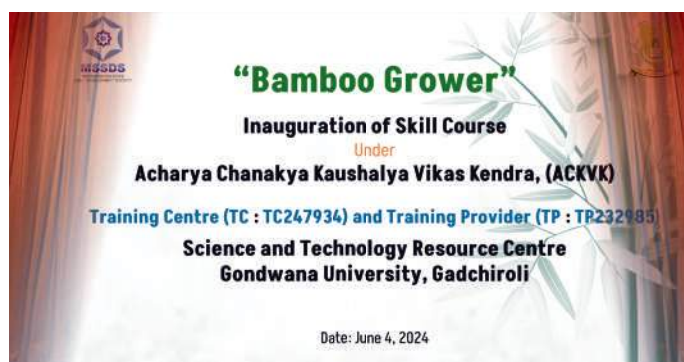 MSSDS
“Bamboo Grower”
Inauguration of Skill Course
Under
Acharya Chanakya Kaushalya Vikas Kendra, (ACKVK)
Training Centre (TC : TC247934) and Training Provider (TP : TP232985)
Science and Technology Resource Centre
Gondwana University, Gadchiroli
Date: June 4, 2024